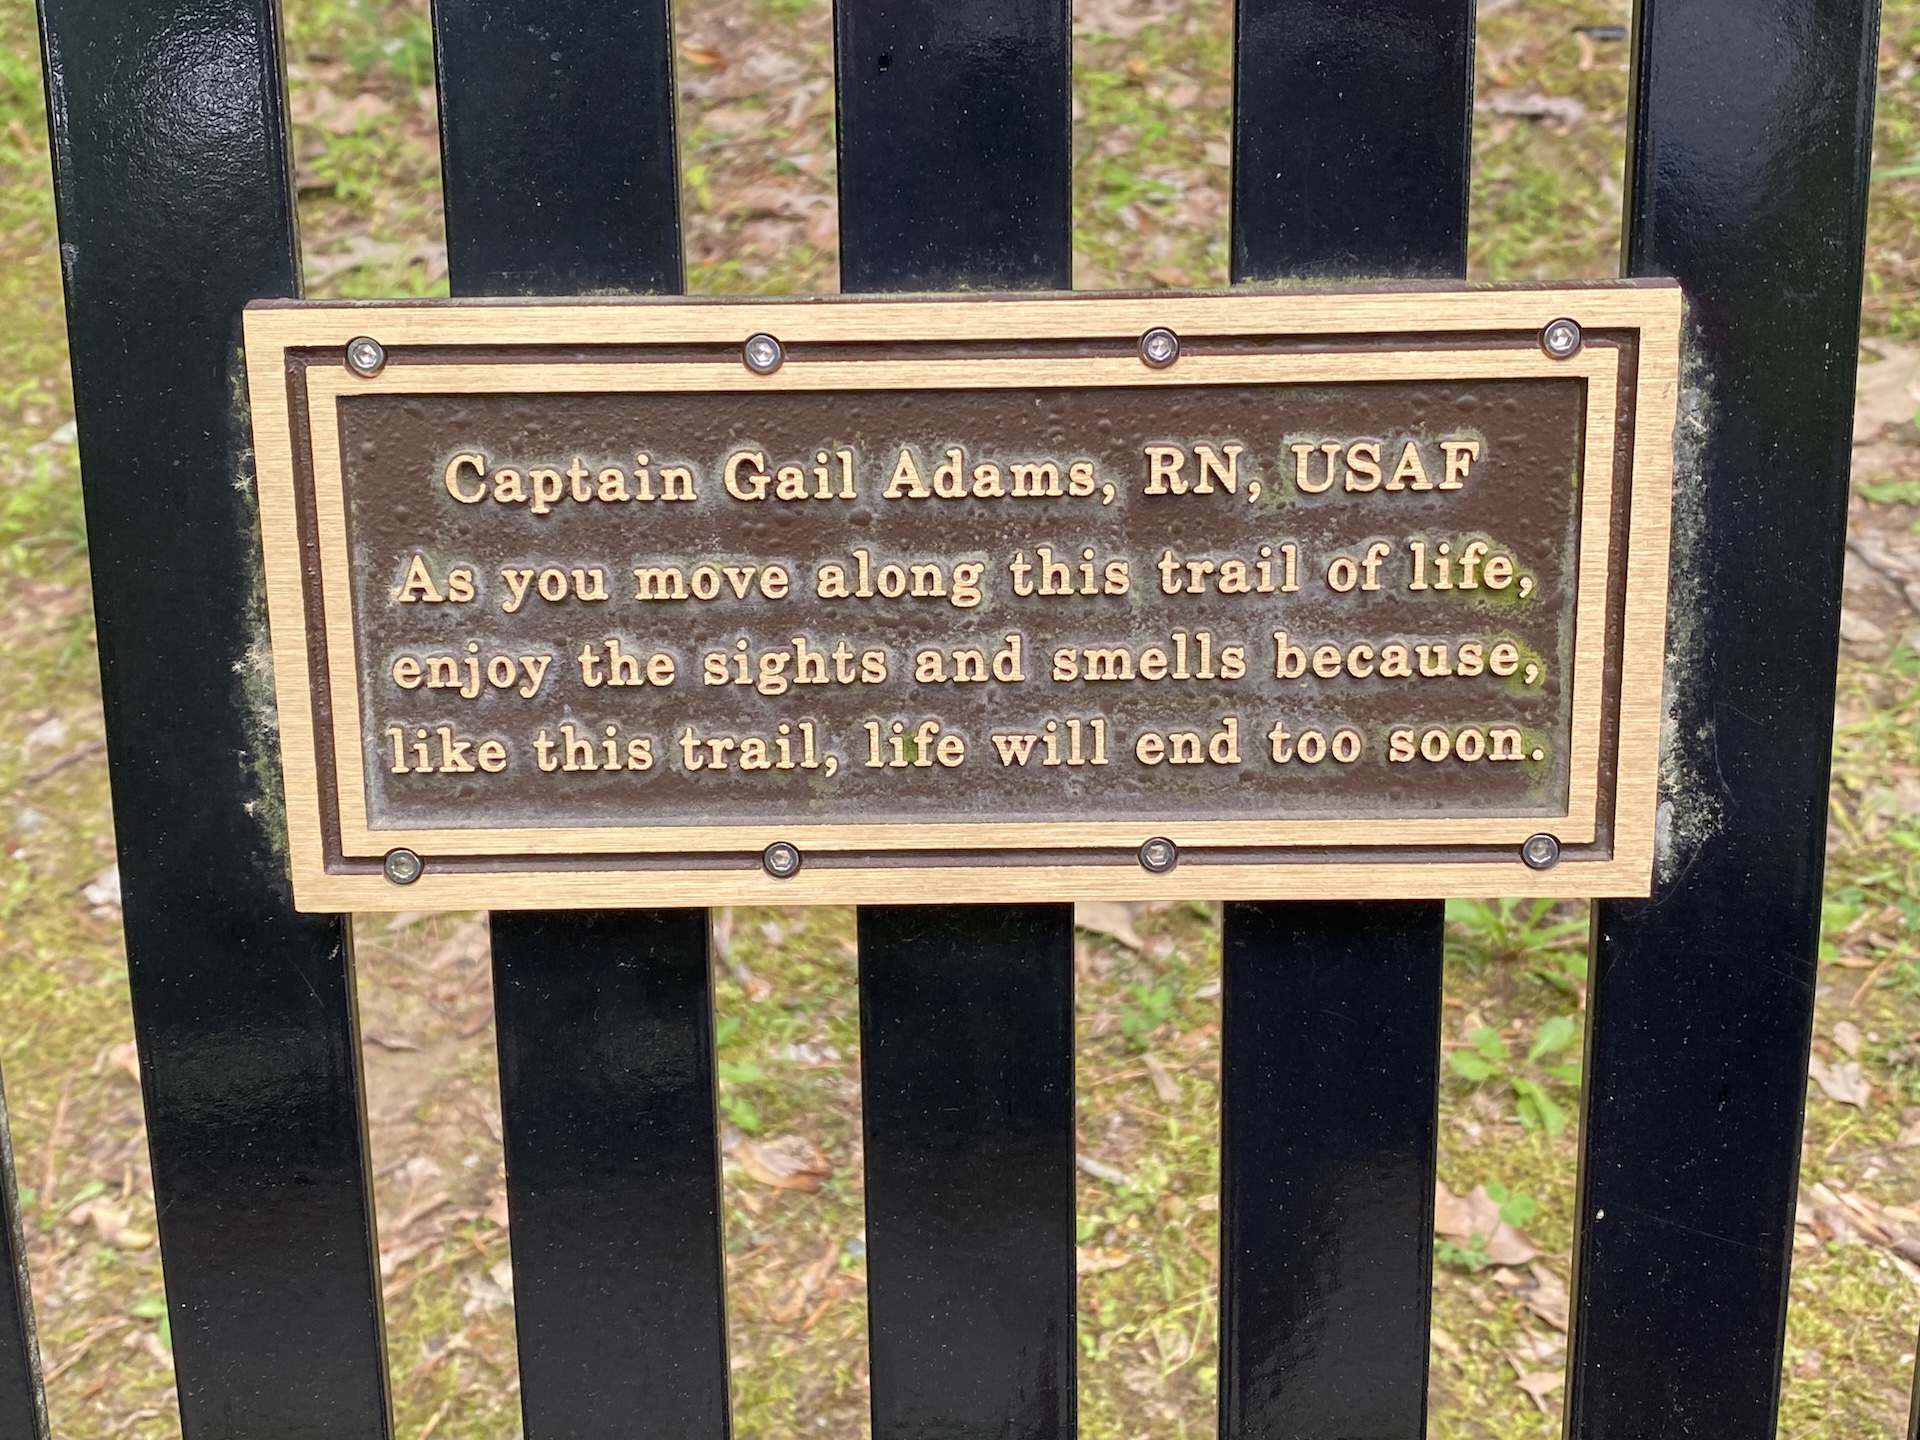 Captain Gail Adams, RN, USAF
As you move along this trail of life,
enjoy the sights and smells because,
like this trail, life will end too soon.